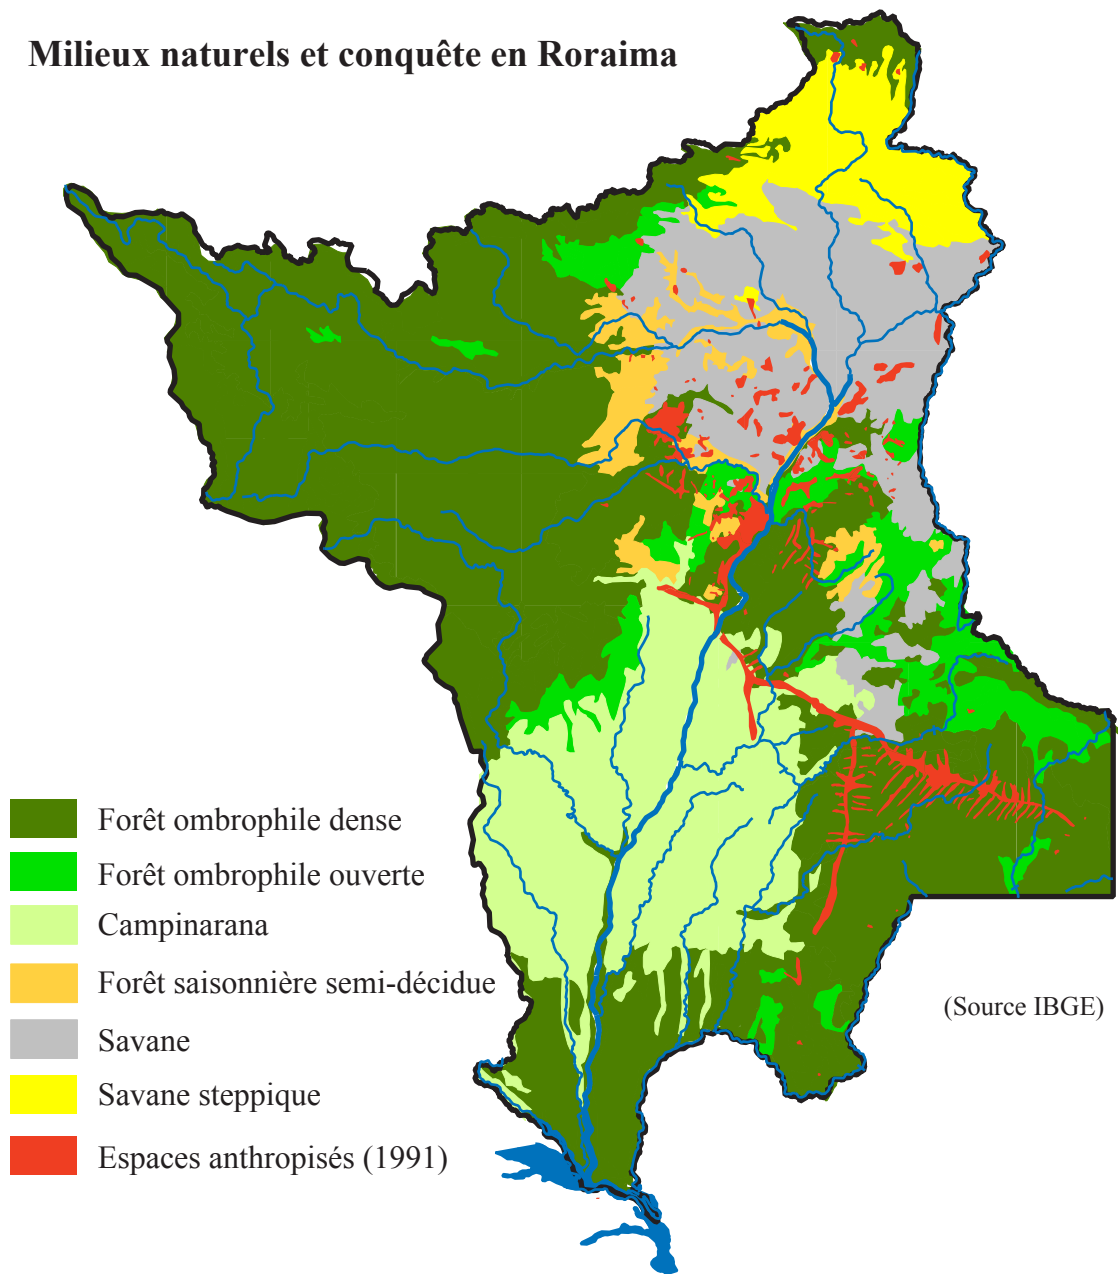 Milieux naturels et conquête en Roraima
Forêt ombrophile dense
Forêt ombrophile ouverte
Campinarana
Forêt saisonnière semi-décidue
(Source IBGE)
Savane
Savane steppique
Espaces anthropisés (1991)